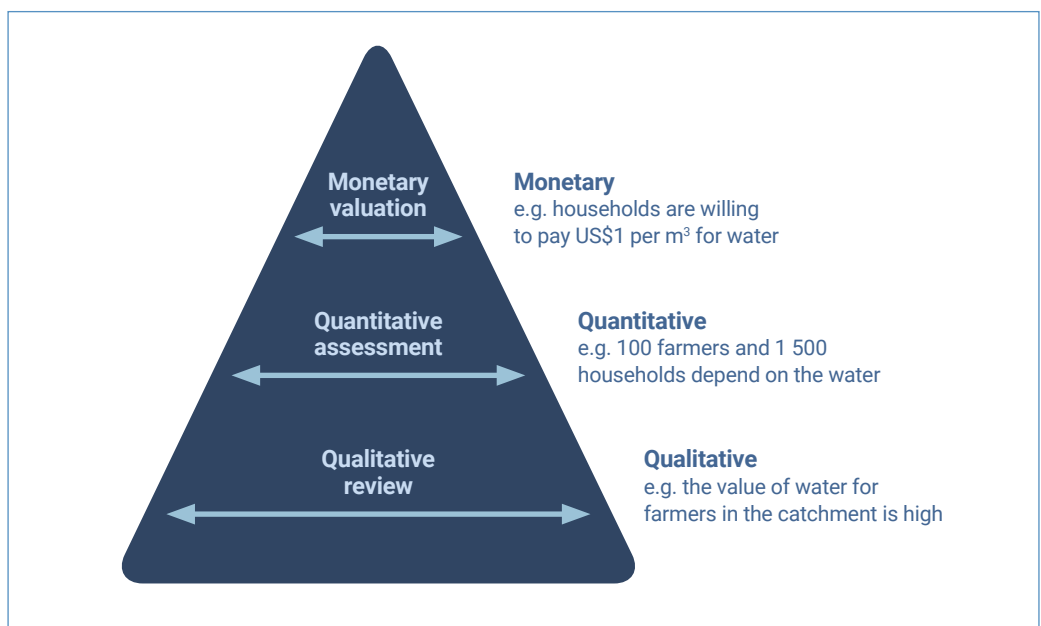 Monetary
valuation
Monetary
e.g. households are willing
to pay US$1 per m³ for water
Quantitative
assessment
Quantitative
e.g. 100 farmers and 1 500
households depend on the water
Qualitative
review
Qualitative
e.g. the value of water for
farmers in the catchment is high